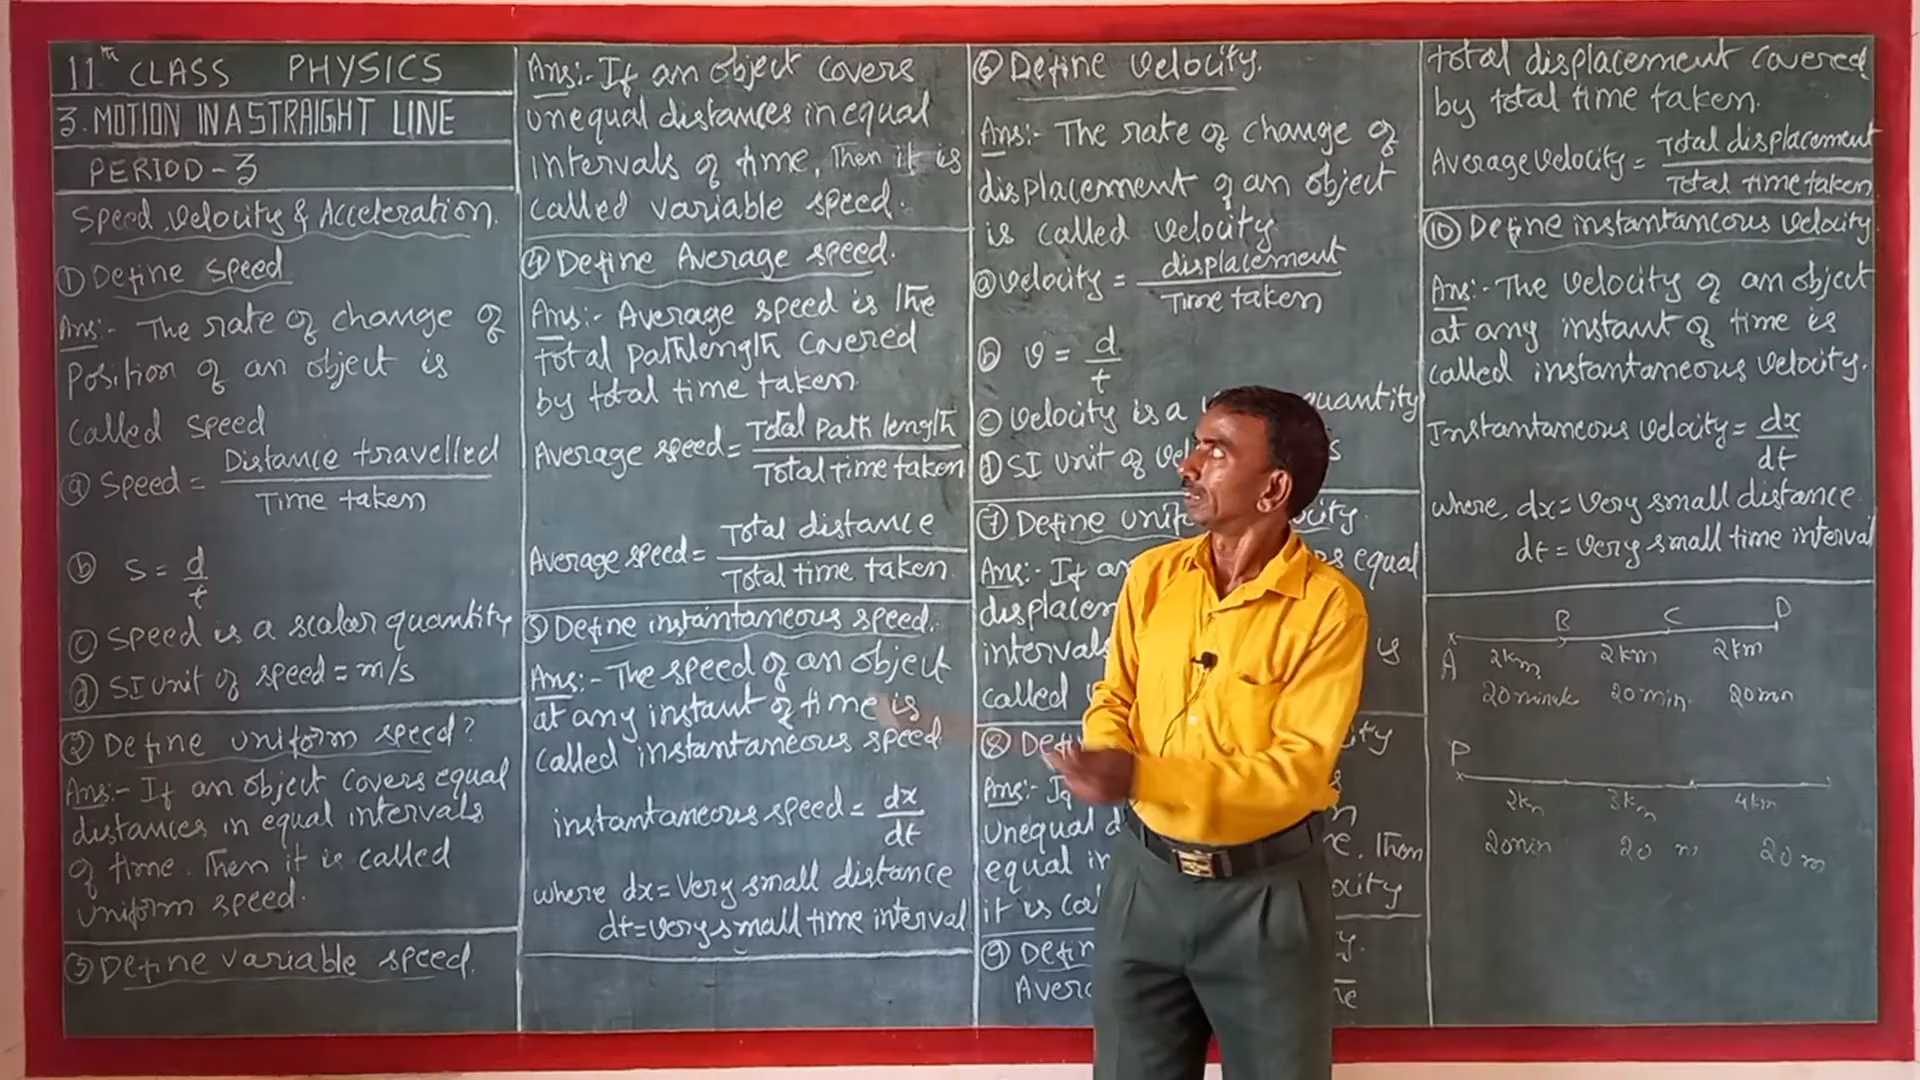 11th CLASS PHYSICS
3. MOTION IN A STRAIGHT LINE
PERIOD-3
Speed, Velocity & Acceleration.
① Define speed
Ans:- The rate of change of
Position of an object is
called speed
ⓐ Speed = Distance travelled / Time taken
ⓑ S = d/t
ⓒ Speed is a scalar quantity
ⓓ SI Unit of speed = m/s
② Define uniform speed?
Ans:- If an object covers equal
distances in equal intervals
of time. Then it is called
Uniform speed.
③ Define variable speed.
Ans:- If an object covers
unequal distances in equal
intervals of time, Then it is
called variable speed.
④ Define Average speed.
Ans:- Average speed is the
total pathlength covered
by total time taken.
Average speed = Total Path length / Total time taken
Average speed = Total distance / Total time taken
⑤ Define instaintaneous speed.
Ans:- The speed of an object
at any instant of time is
called instantaneous speed.
instantaneous speed = dx/dt
where dx = Very small distance
dt = very small time interval
⑥ Define velocity.
Ans:- The rate of change of
displacement of an object
is called velocity
ⓐ velocity = displacement / Time taken
ⓑ v = d/t
ⓒ velocity is a quantity
ⓓ SI Unit of
⑦ Define
Ans:- If equal
intervals is
called
⑧
Ans:-
Unequal
equal in Then
it is
⑨
total displacement covered
by total time taken.
Average velocity = Total displacement / Total time taken
⑩ Define instantaneous velocity.
Ans:- The velocity of an object
at any instant of time is
called instantaneous velocity.
Instantaneous velocity = dx/dt
where, dx = very small distance
dt = very small time interval
B C D
A 2km 2km 2km
20 minute 20 min. 20 min
P
2km 3km 4km
20min 20 m 20 m